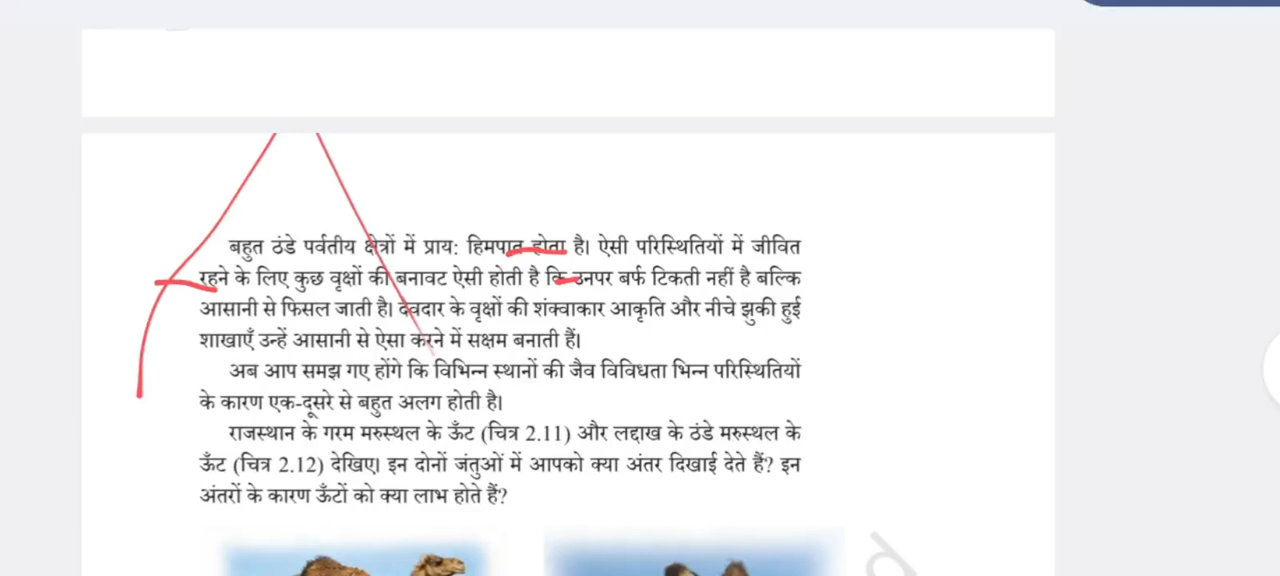 बहुत ठंडे पर्वतीय क्षेत्रों में प्राय: हिमपात होता है। ऐसी परिस्थितियों में जीवित
रहने के लिए कुछ वृक्षों की बनावट ऐसी होती है कि उनपर बर्फ टिकती नहीं है बल्कि
आसानी से फिसल जाती है। देवदार के वृक्षों की शंक्वाकार आकृति और नीचे झुकी हुई
शाखाएँ उन्हें आसानी से ऐसा करने में सक्षम बनाती हैं।
अब आप समझ गए होंगे कि विभिन्न स्थानों की जैव विविधता भिन्न परिस्थितियों
के कारण एक-दूसरे से बहुत अलग होती है।
राजस्थान के गरम मरुस्थल के ऊँट (चित्र 2.11) और लद्दाख के ठंडे मरुस्थल के
ऊँट (चित्र 2.12) देखिए। इन दोनों जंतुओं में आपको क्या अंतर दिखाई देते हैं? इन
अंतरों के कारण ऊँटों को क्या लाभ होते हैं?